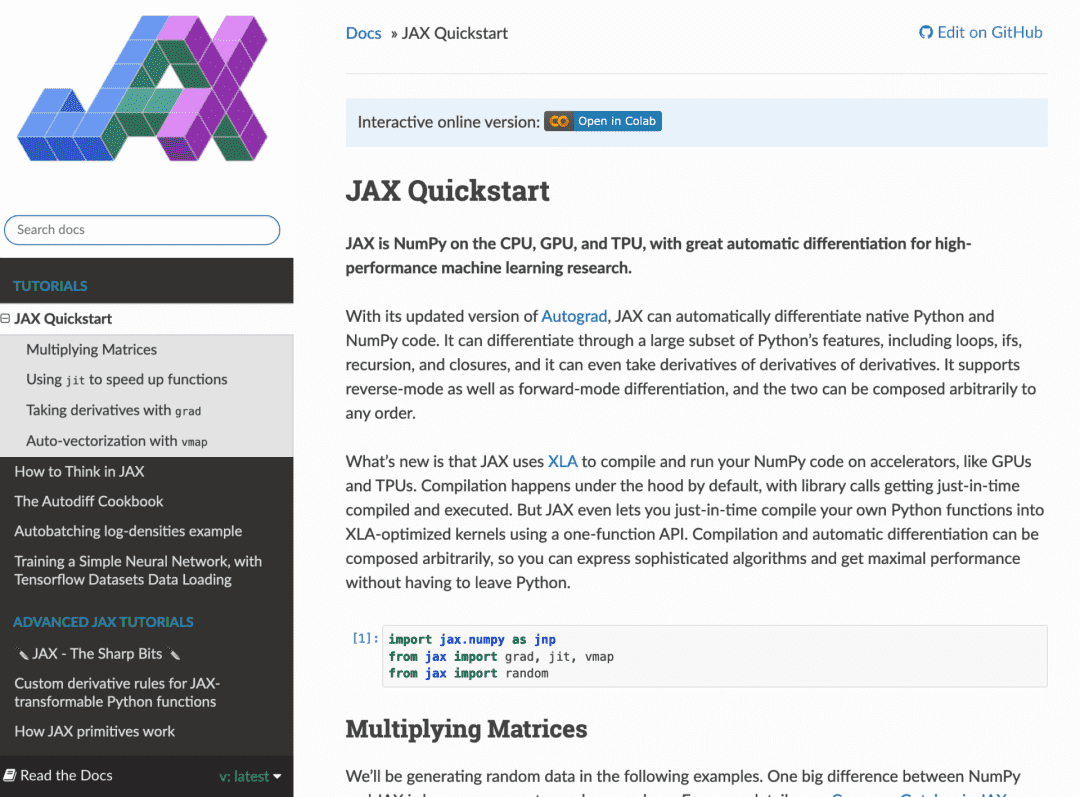 JAX
Search docs
TUTORIALS
JAX Quickstart
Multiplying Matrices
Using jit to speed up functions
Taking derivatives with grad
Auto-vectorization with vmap
How to Think in JAX
The Autodiff Cookbook
Autobatching log-densities example
Training a Simple Neural Network, with
Tensorflow Datasets Data Loading
ADVANCED JAX TUTORIALS
🔪 JAX - The Sharp Bits 🔪
Custom derivative rules for JAX-
transformable Python functions
How JAX primitives work
Read the Docs v: latest
Docs » JAX Quickstart Edit on GitHub
Interactive online version: Open in Colab
JAX Quickstart
JAX is NumPy on the CPU, GPU, and TPU, with great automatic differentiation for high-
performance machine learning research.
With its updated version of Autograd, JAX can automatically differentiate native Python and
NumPy code. It can differentiate through a large subset of Python's features, including loops, ifs,
recursion, and closures, and it can even take derivatives of derivatives of derivatives. It supports
reverse-mode as well as forward-mode differentiation, and the two can be composed arbitrarily to
any order.
What's new is that JAX uses XLA to compile and run your NumPy code on accelerators, like GPUs
and TPUs. Compilation happens under the hood by default, with library calls getting just-in-time
compiled and executed. But JAX even lets you just-in-time compile your own Python functions into
XLA-optimized kernels using a one-function API. Compilation and automatic differentiation can be
composed arbitrarily, so you can express sophisticated algorithms and get maximal performance
without having to leave Python.
[1]: import jax.numpy as jnp
from jax import grad, jit, vmap
from jax import random
Multiplying Matrices
We'll be generating random data in the following examples. One big difference between NumPy